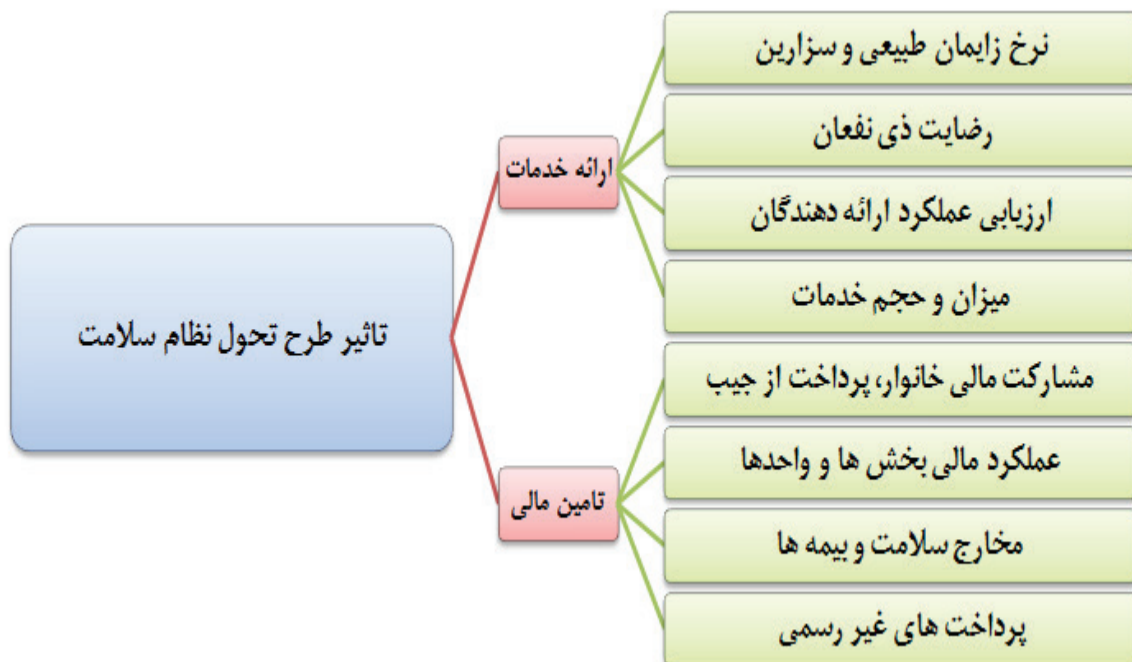 تاثیر طرح تحول نظام سلامت
ارائه خدمات
نرخ زایمان طبیعی و سزارین
رضایت ذی نفعان
ارزیابی عملکرد ارائه دهندگان
میزان و حجم خدمات
تامین مالی
مشارکت مالی خانوار، پرداخت از جیب
عملکرد مالی بخش ها و واحدها
مخارج سلامت و بیمه ها
پرداخت های غیر رسمی